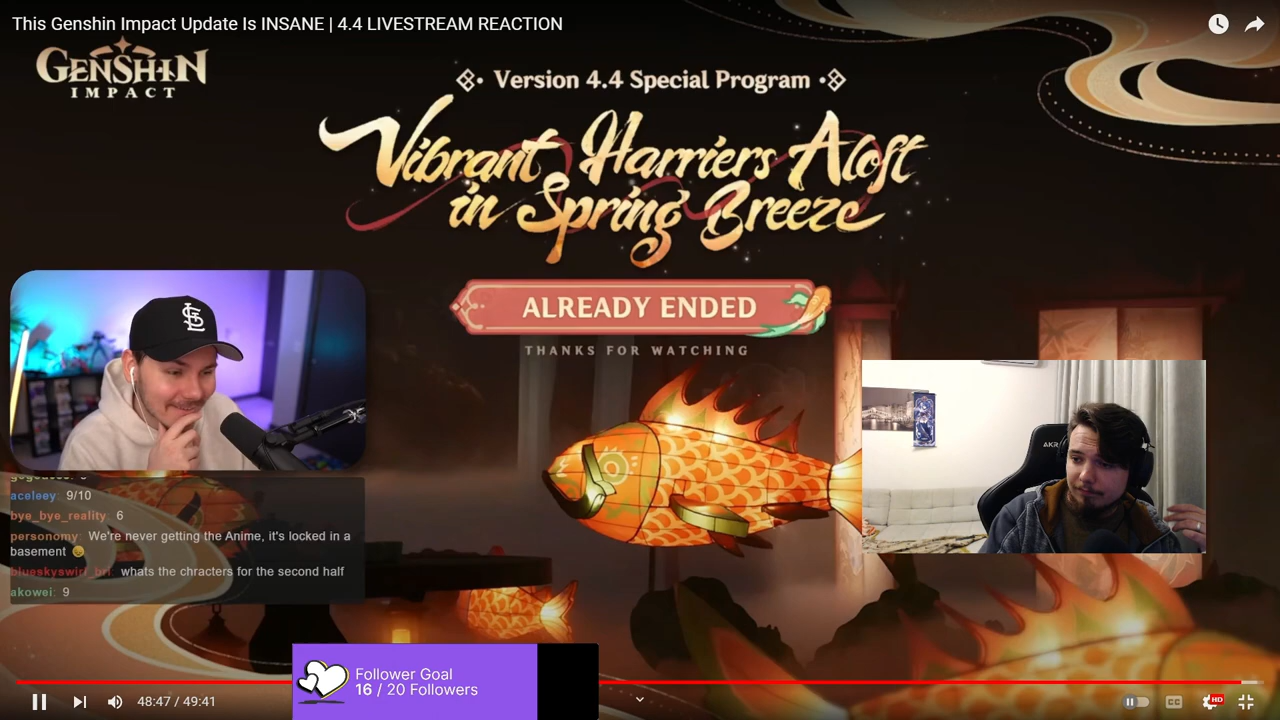 This Genshin Impact Update Is INSANE | 4.4 LIVESTREAM REACTION
GENSHIN
IMPACT
Version 4.4 Special Program
Vibrant Harriers Aloft
in Spring Breeze
ALREADY ENDED
THANKS FOR WATCHING
AKR
aceleey: 9/10
bye_bye_reality: 6
personomy: We're never getting the Anime, it's locked in a
basement 😞
whats the chracters for the second half
akowei: 9
Follower Goal
16 / 20 Followers
48:47 / 49:41
CC
HD